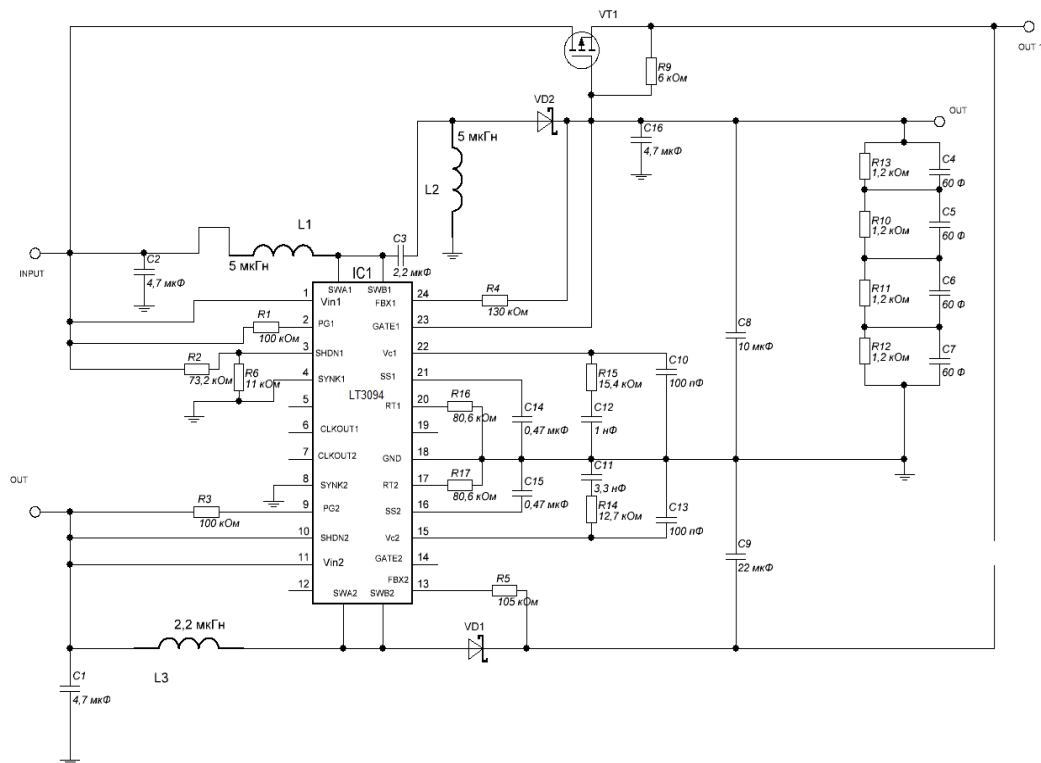 VT1
OUT 1
R9
6 кОм
VD2
OUT
5 мкГн
C16
4,7 мкФ
L2
R13
1,2 кОм
C4
60 Ф
R10
1,2 кОм
C5
60 Ф
L1
C3
2,2 мкФ
INPUT
C2
4,7 мкФ
5 мкГн
IC1
R11
1,2 кОм
C6
60 Ф
SWA1
SWB1
1
Vin1
FBX1
24
R4
130 кОм
R1
100 кОм
2
PG1
GATE1
23
C8
10 мкФ
R12
1,2 кОм
C7
60 Ф
R2
73,2 кОм
R6
11 кОм
3
SHDN1
Vc1
22
R15
15,4 кОм
C10
100 пФ
4
SYNK1
SS1
21
LT3094
5
RT1
20
R16
80,6 кОм
C14
0,47 мкФ
C12
1 нФ
6
CLKOUT1
19
7
CLKOUT2
GND
18
C11
3,3 нФ
OUT
8
SYNK2
RT2
17
R17
80,6 кОм
C15
0,47 мкФ
R3
100 кОм
9
PG2
SS2
16
R14
12,7 кОм
C13
100 пФ
10
SHDN2
Vc2
15
11
Vin2
GATE2
14
C9
22 мкФ
12
FBX2
13
R5
105 кОм
SWA2
SWB2
2,2 мкГн
VD1
L3
C1
4,7 мкФ